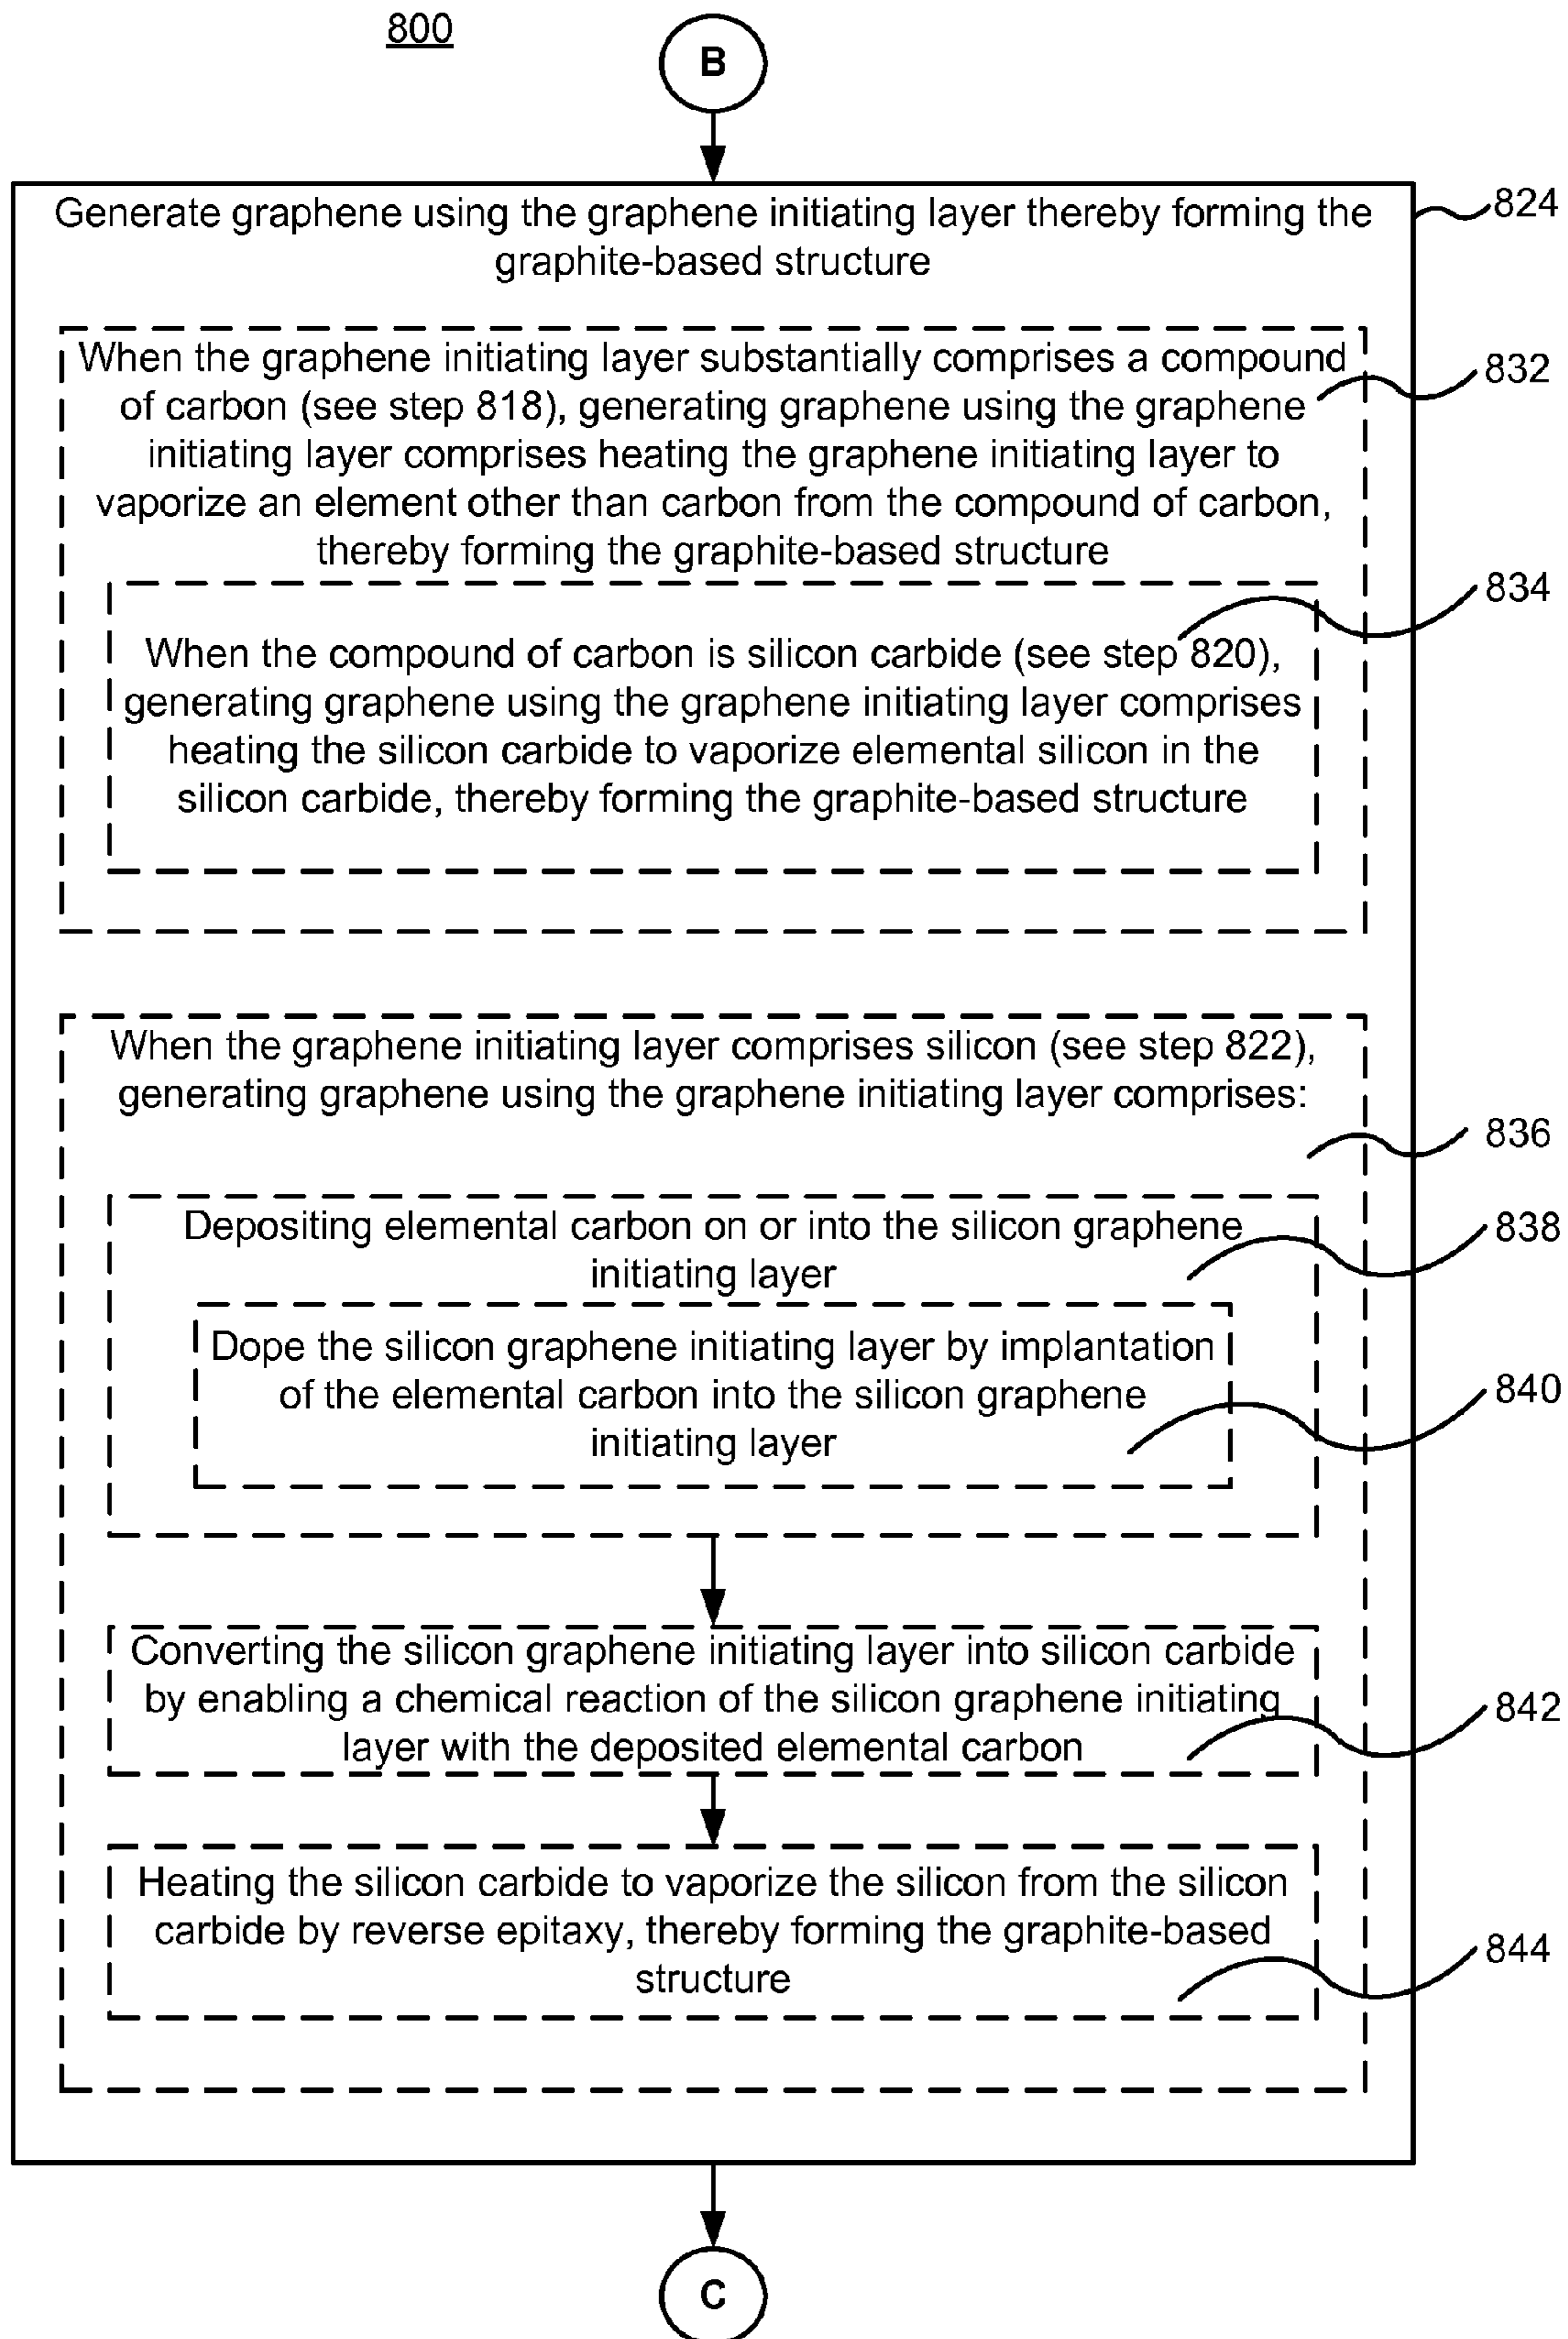 800
B
Generate graphene using the graphene initiating layer thereby forming the
graphite-based structure
824
When the graphene initiating layer substantially comprises a compound
of carbon (see step 818), generating graphene using the graphene
initiating layer comprises heating the graphene initiating layer to
vaporize an element other than carbon from the compound of carbon,
thereby forming the graphite-based structure
832
When the compound of carbon is silicon carbide (see step 820),
generating graphene using the graphene initiating layer comprises
heating the silicon carbide to vaporize elemental silicon in the
silicon carbide, thereby forming the graphite-based structure
834
When the graphene initiating layer comprises silicon (see step 822),
generating graphene using the graphene initiating layer comprises:
836
Depositing elemental carbon on or into the silicon graphene
initiating layer
838
Dope the silicon graphene initiating layer by implantation
of the elemental carbon into the silicon graphene
initiating layer
840
Converting the silicon graphene initiating layer into silicon carbide
by enabling a chemical reaction of the silicon graphene initiating
layer with the deposited elemental carbon
842
Heating the silicon carbide to vaporize the silicon from the silicon
carbide by reverse epitaxy, thereby forming the graphite-based
structure
844
C